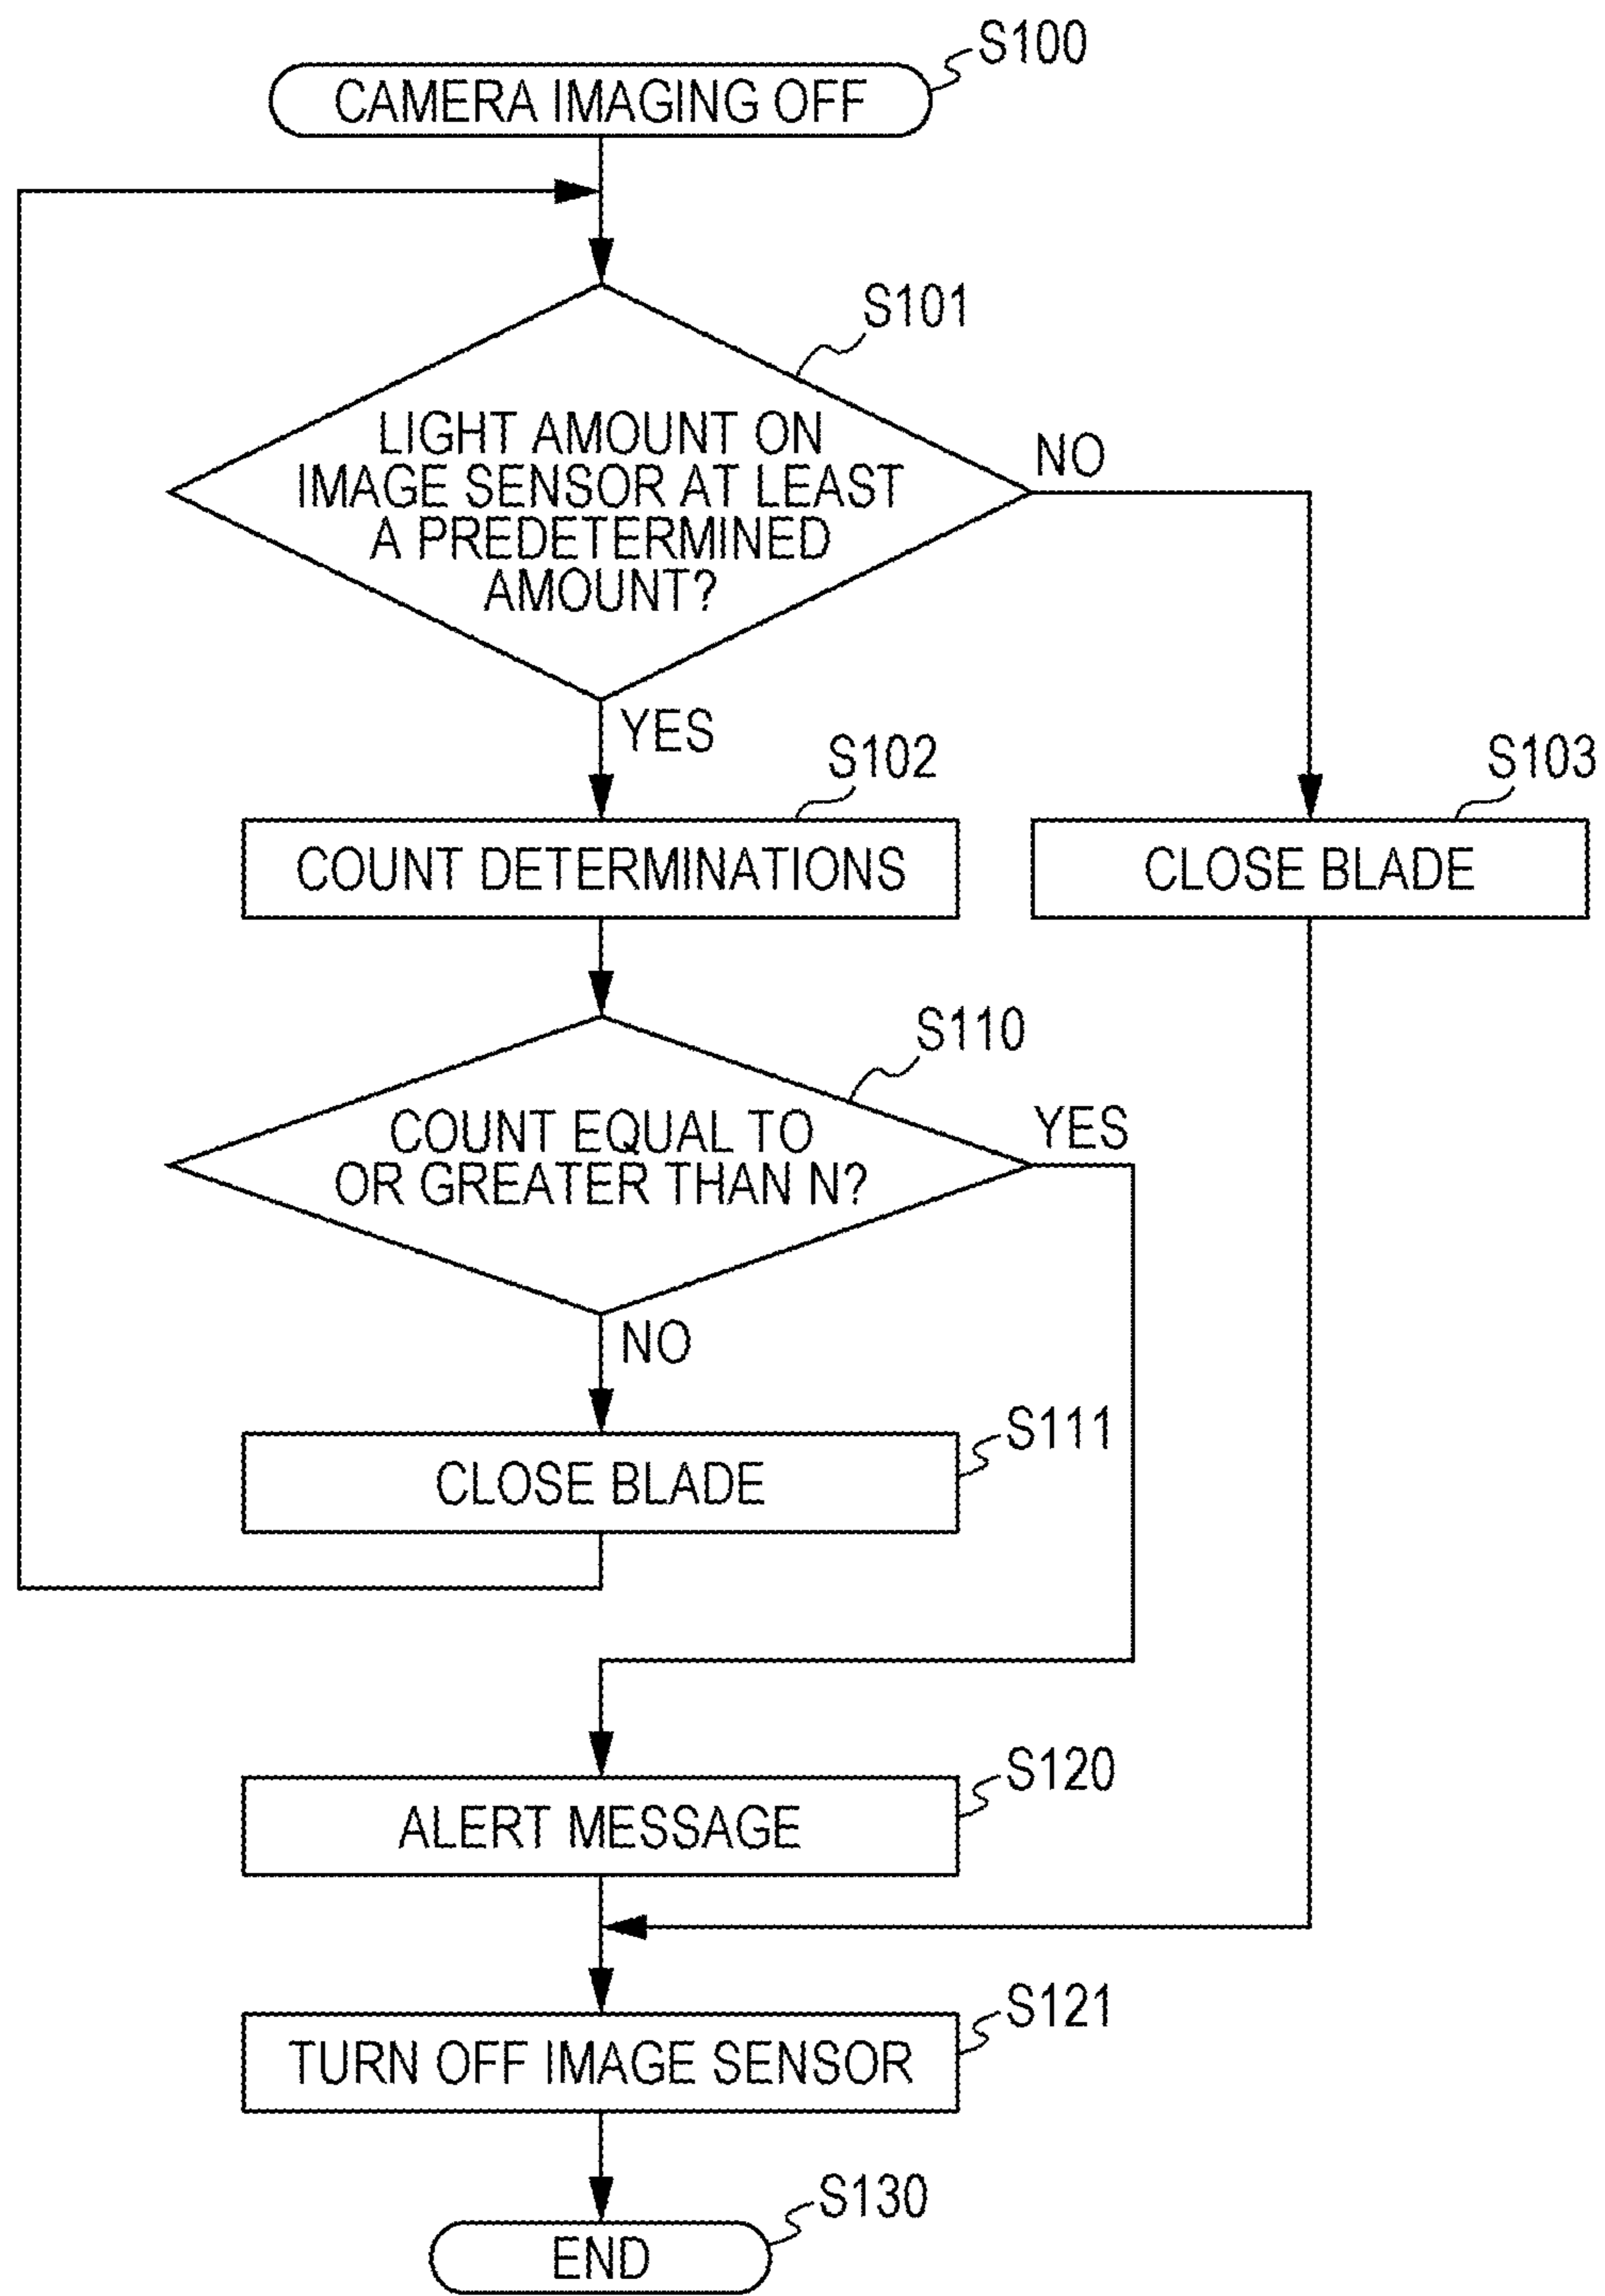 S100
CAMERA IMAGING OFF
S101
LIGHT AMOUNT ON
IMAGE SENSOR AT LEAST
A PREDETERMINED
AMOUNT?
NO
YES
S102
COUNT DETERMINATIONS
S103
CLOSE BLADE
S110
COUNT EQUAL TO
OR GREATER THAN N?
YES
NO
S111
CLOSE BLADE
S120
ALERT MESSAGE
S121
TURN OFF IMAGE SENSOR
S130
END